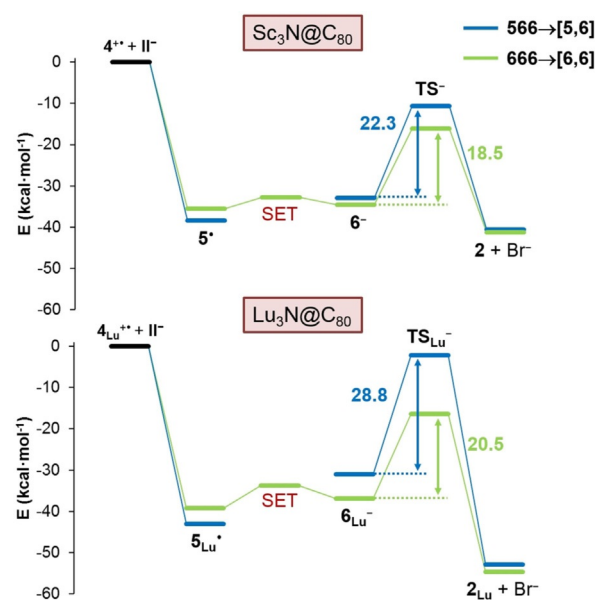 Sc₃N@C₈₀
566→[5,6]
666→[6,6]
4⁺• + II⁻
TS⁻
E (kcal·mol⁻¹)
0
-10
-20
-30
-40
-50
-60
22.3
18.5
SET
5•
6⁻
2 + Br⁻
Lu₃N@C₈₀
4Lu⁺• + II⁻
TSLu⁻
E (kcal·mol⁻¹)
0
-10
-20
-30
-40
-50
-60
28.8
20.5
SET
5Lu•
6Lu⁻
2Lu + Br⁻